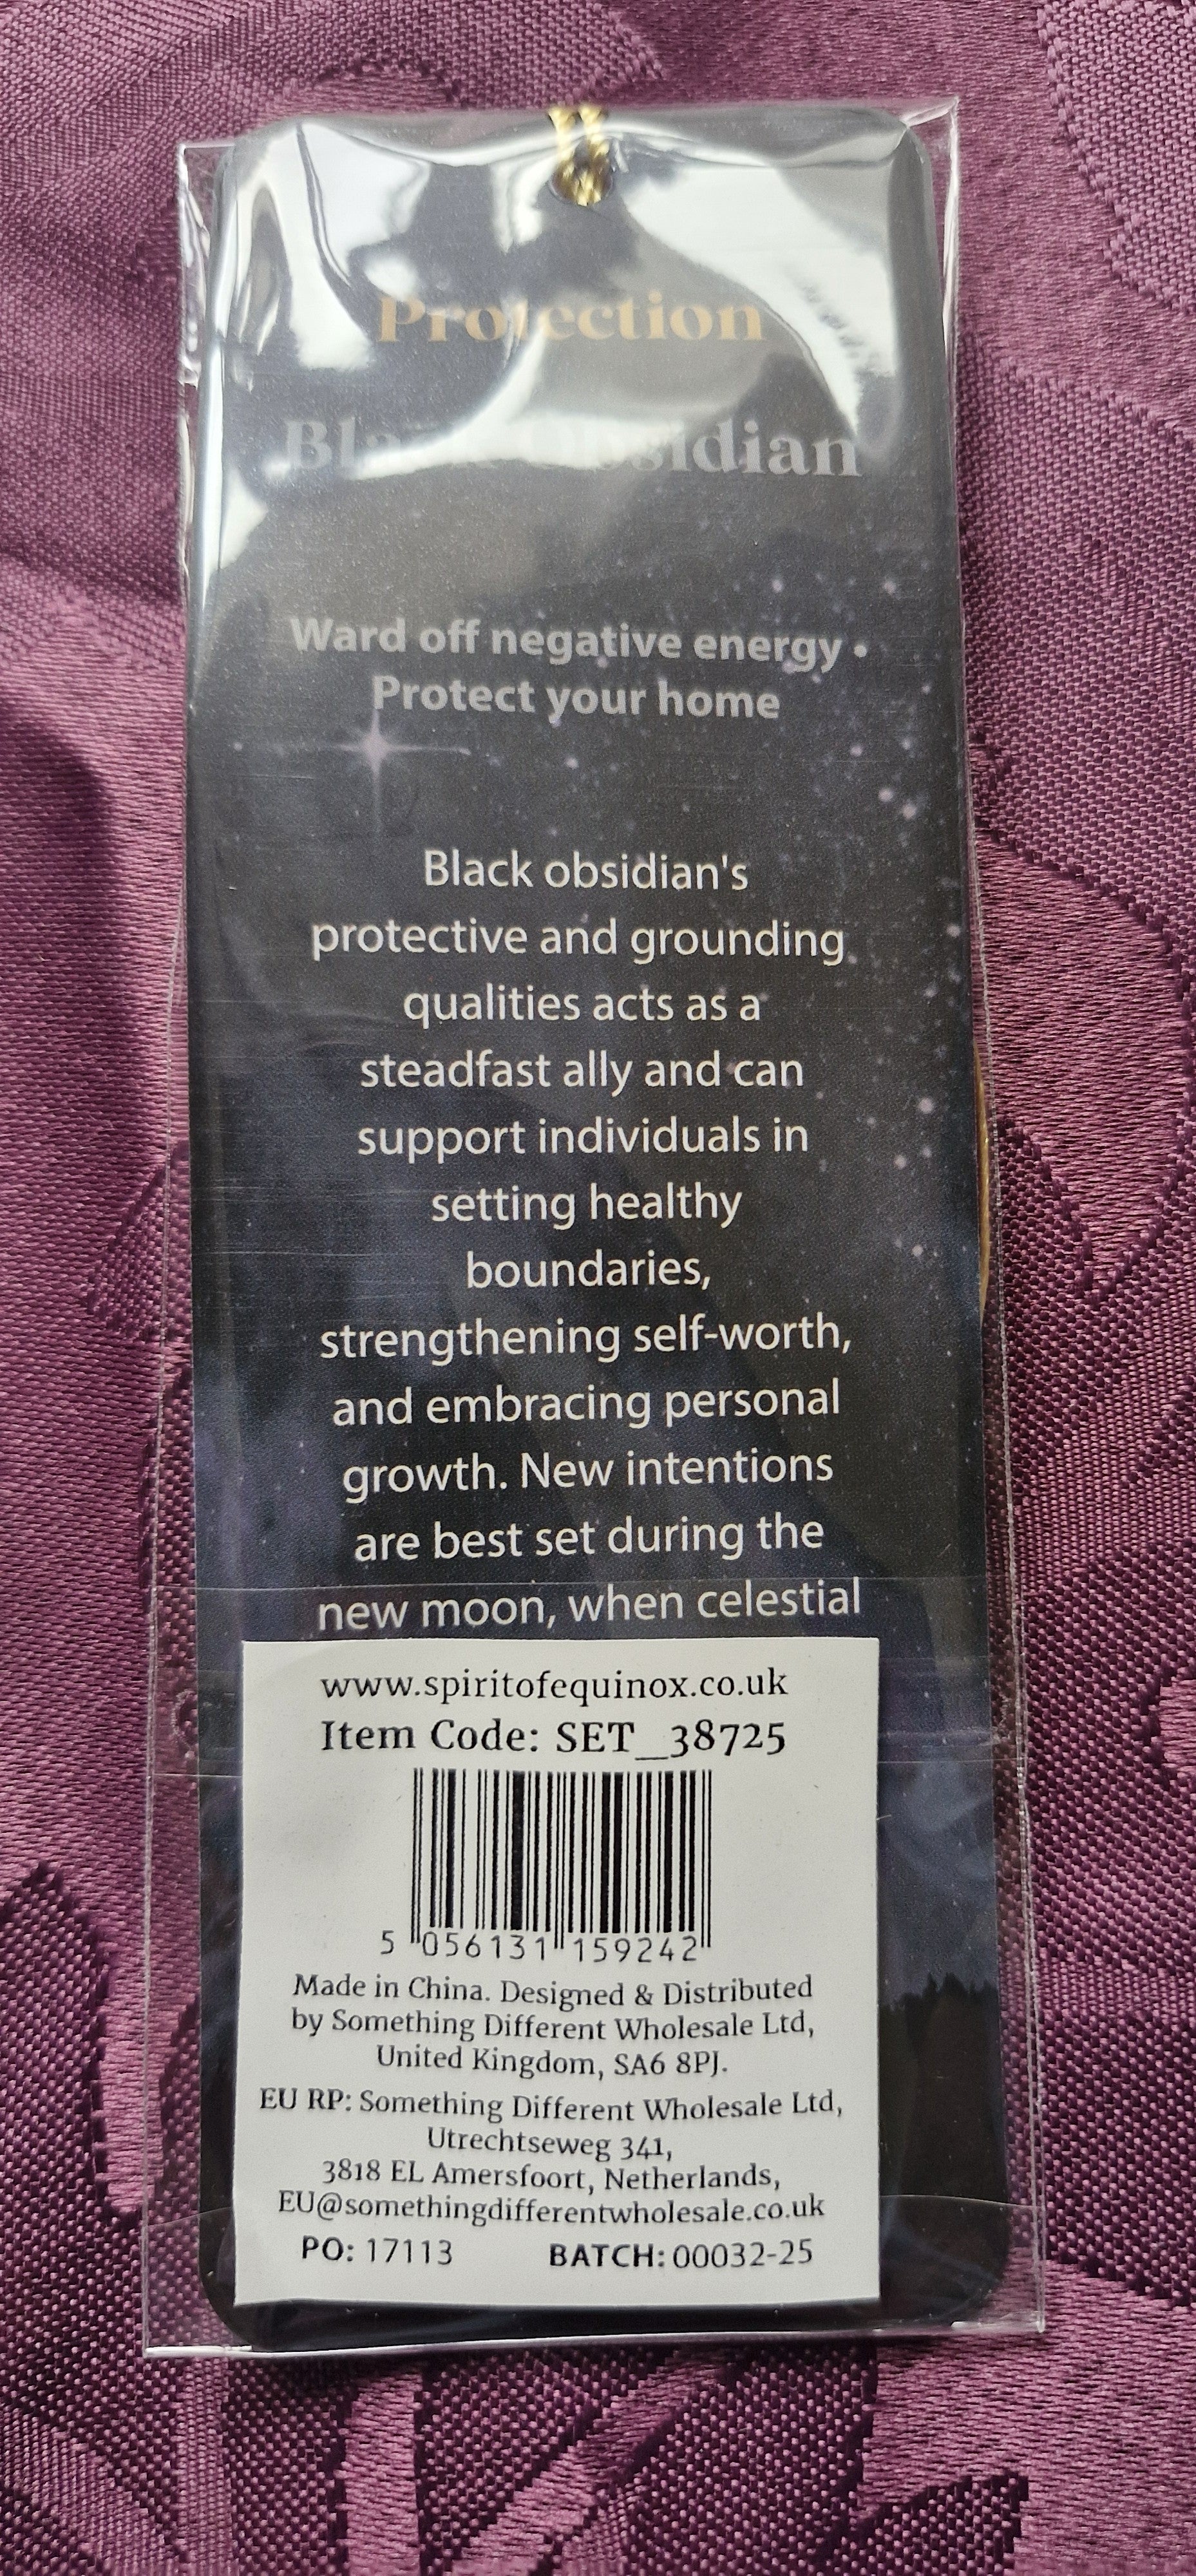 Protection
Black Obsidian
Ward off negative energy •
Protect your home
Black obsidian's
protective and grounding
qualities acts as a
steadfast ally and can
support individuals in
setting healthy
boundaries,
strengthening self-worth,
and embracing personal
growth. New intentions
are best set during the
new moon, when celestial
www.spiritofequinox.co.uk
Item Code: SET_38725
5 056131 159242
Made in China. Designed & Distributed
by Something Different Wholesale Ltd,
United Kingdom, SA6 8PJ.
EU RP: Something Different Wholesale Ltd,
Utrechtseweg 341,
3818 EL Amersfoort, Netherlands,
EU@somethingdifferentwholesale.co.uk
PO: 17113 BATCH: 00032-25